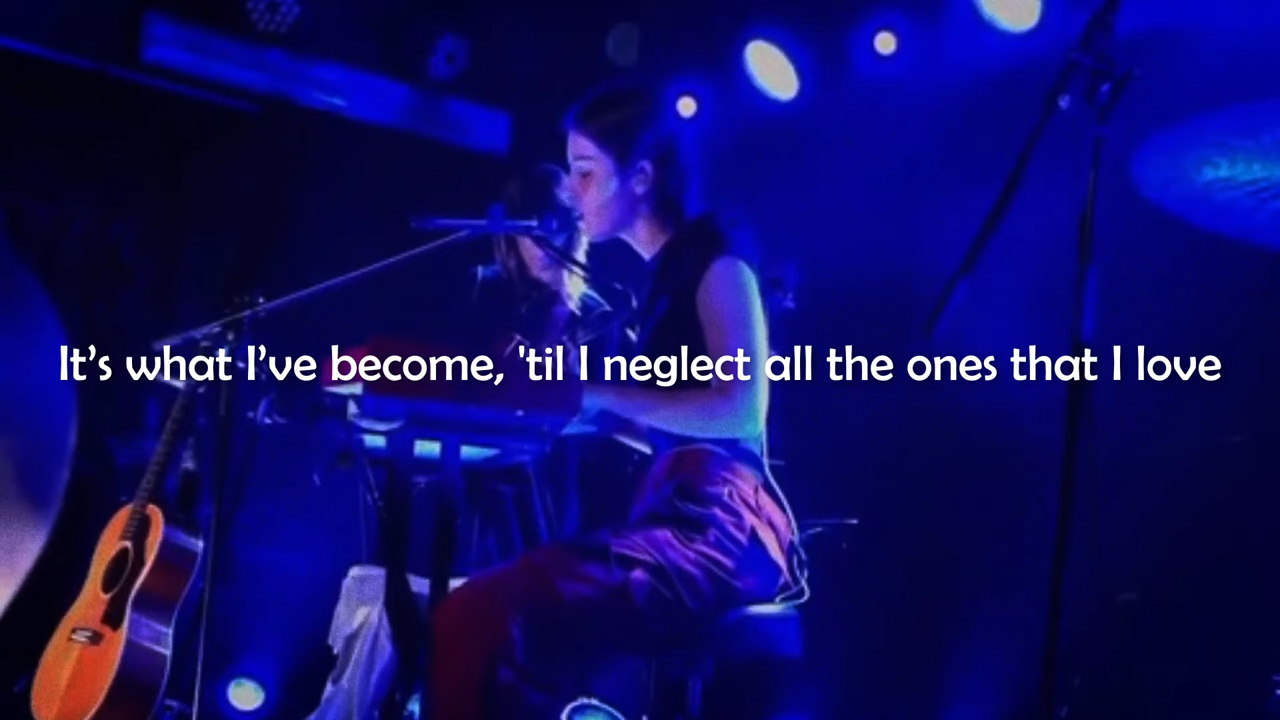 It’s what I’ve become, 'til I neglect all the ones that I love